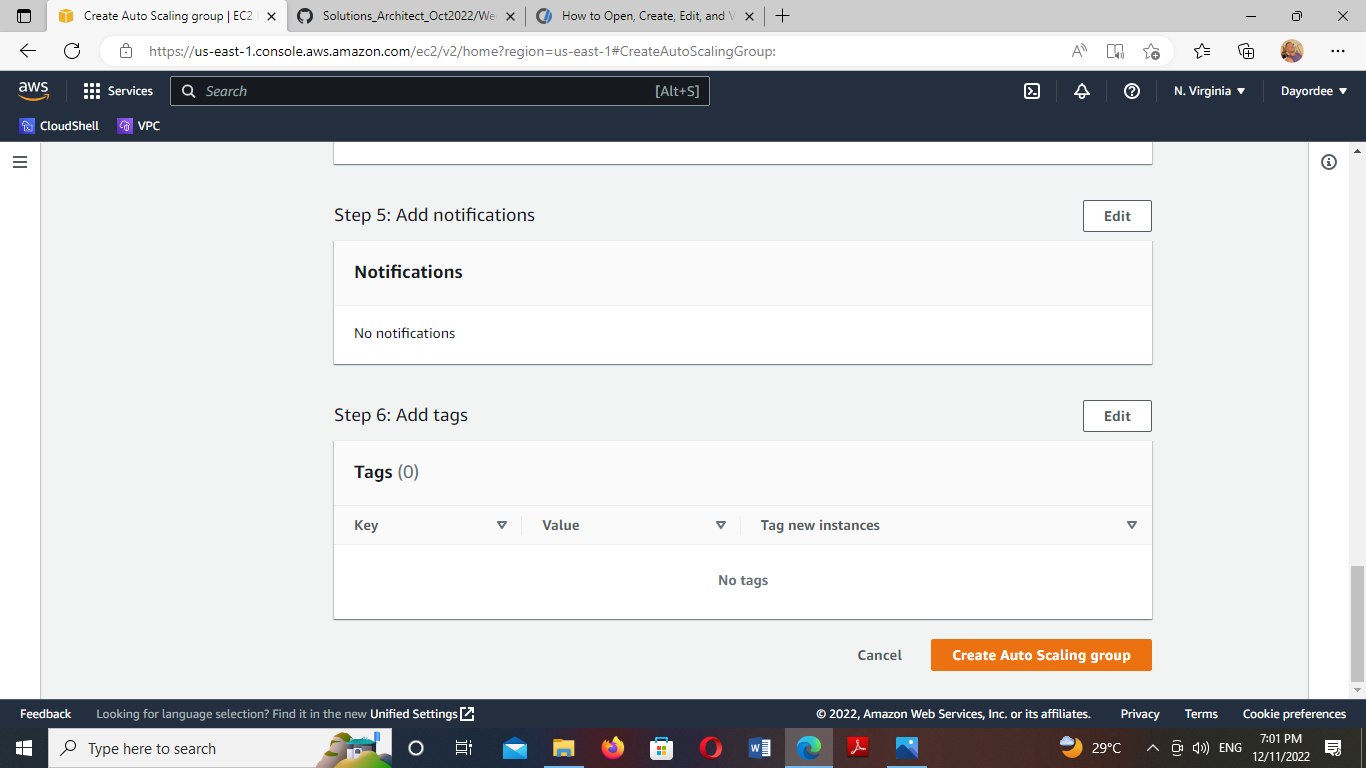 Create Auto Scaling group | EC2
Solutions_Architect_Oct2022/We
How to Open, Create, Edit, and V
https://us-east-1.console.aws.amazon.com/ec2/v2/home?region=us-east-1#CreateAutoScalingGroup:
aws
Services
Search
[Alt+S]
N. Virginia
Dayordee
CloudShell
VPC
Step 5: Add notifications
Edit
Notifications
No notifications
Step 6: Add tags
Edit
Tags (0)
Key
Value
Tag new instances
No tags
Cancel
Create Auto Scaling group
Feedback
Looking for language selection? Find it in the new Unified Settings
© 2022, Amazon Web Services, Inc. or its affiliates.
Privacy
Terms
Cookie preferences
Type here to search
29°C
ENG
7:01 PM
12/11/2022